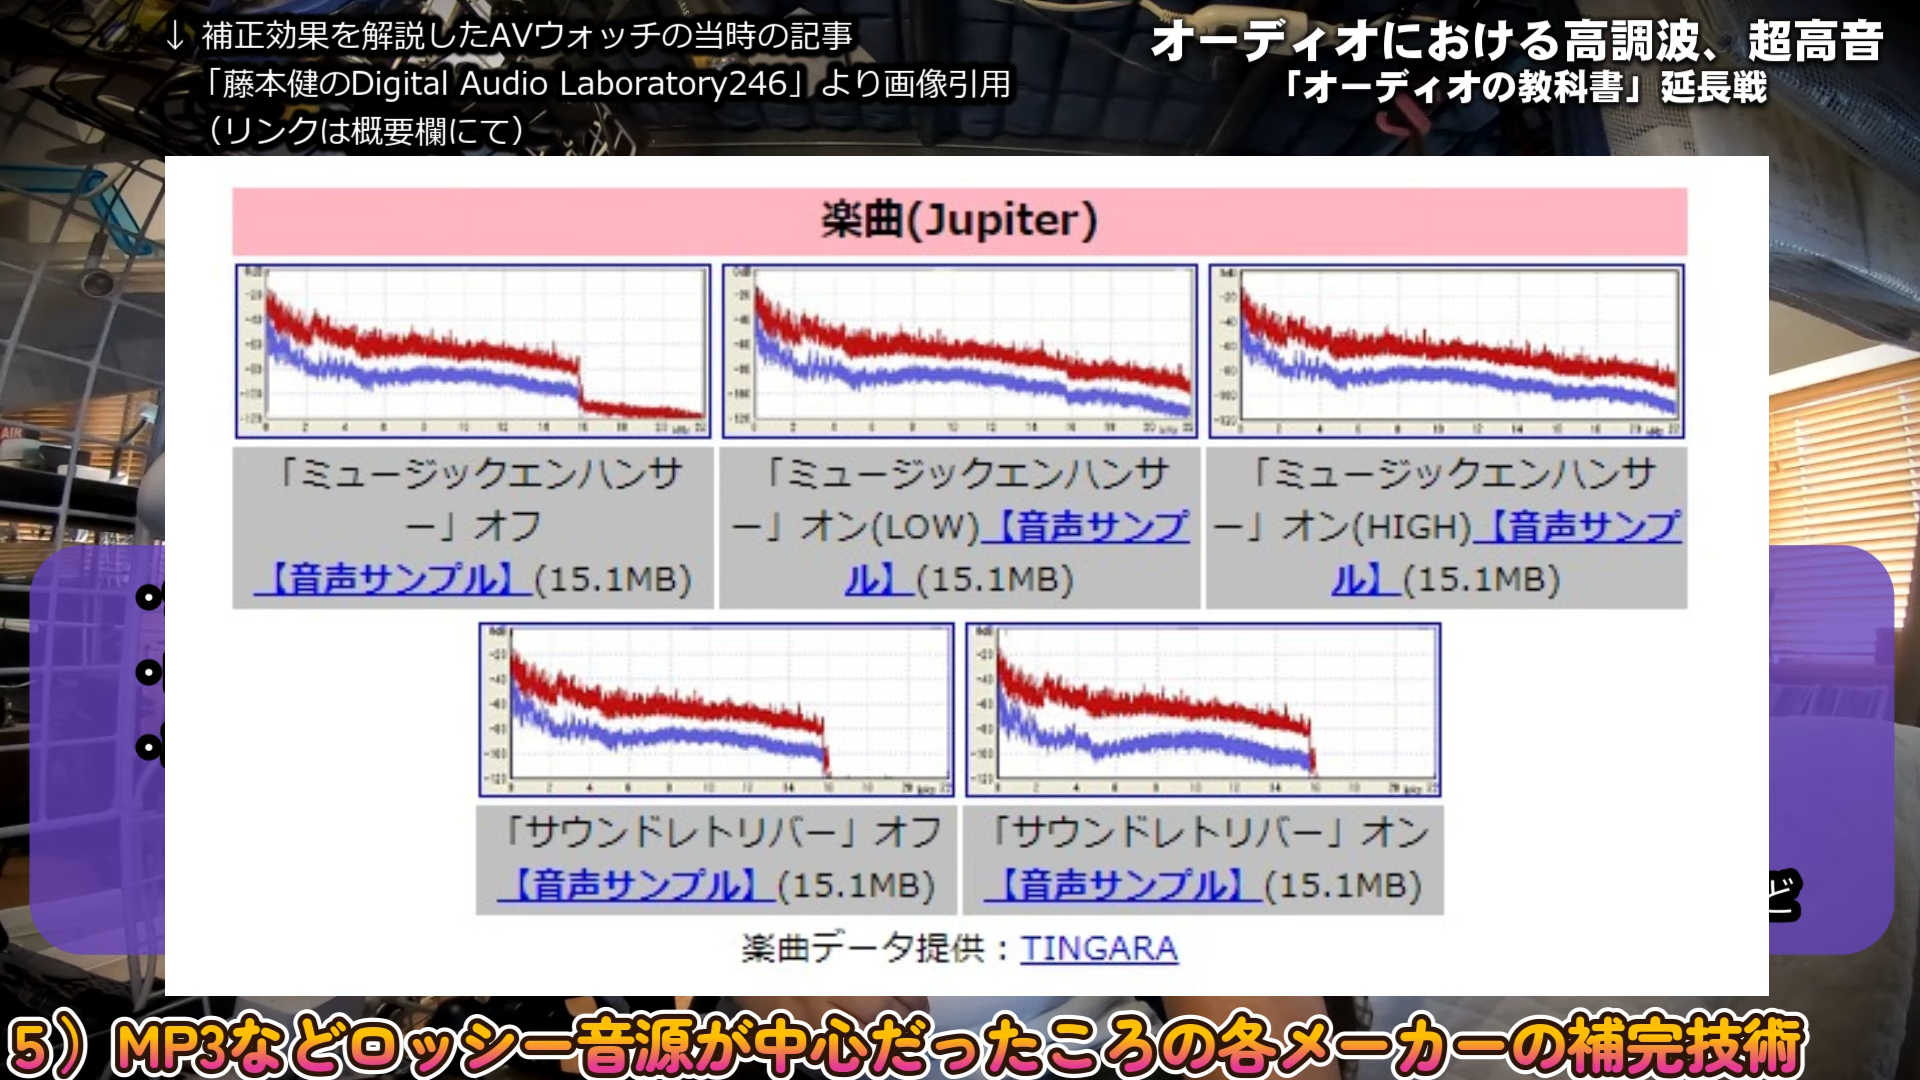 ↓ 補正効果を解説したAVウォッチの当時の記事
「藤本健のDigital Audio Laboratory246」より画像引用
（リンクは概要欄にて）
オーディオにおける高調波、超高音
「オーディオの教科書」延長戦
楽曲(Jupiter)
「ミュージックエンハンサ
ー」オフ
【音声サンプル】(15.1MB)
「ミュージックエンハンサ
ー」オン(LOW)【音声サンプ
ル】(15.1MB)
「ミュージックエンハンサ
ー」オン(HIGH)【音声サンプ
ル】(15.1MB)
「サウンドレトリバー」オフ
【音声サンプル】(15.1MB)
「サウンドレトリバー」オン
【音声サンプル】(15.1MB)
楽曲データ提供：TINGARA
ど
5）MP3などロッシー音源が中心だったころの各メーカーの補完技術